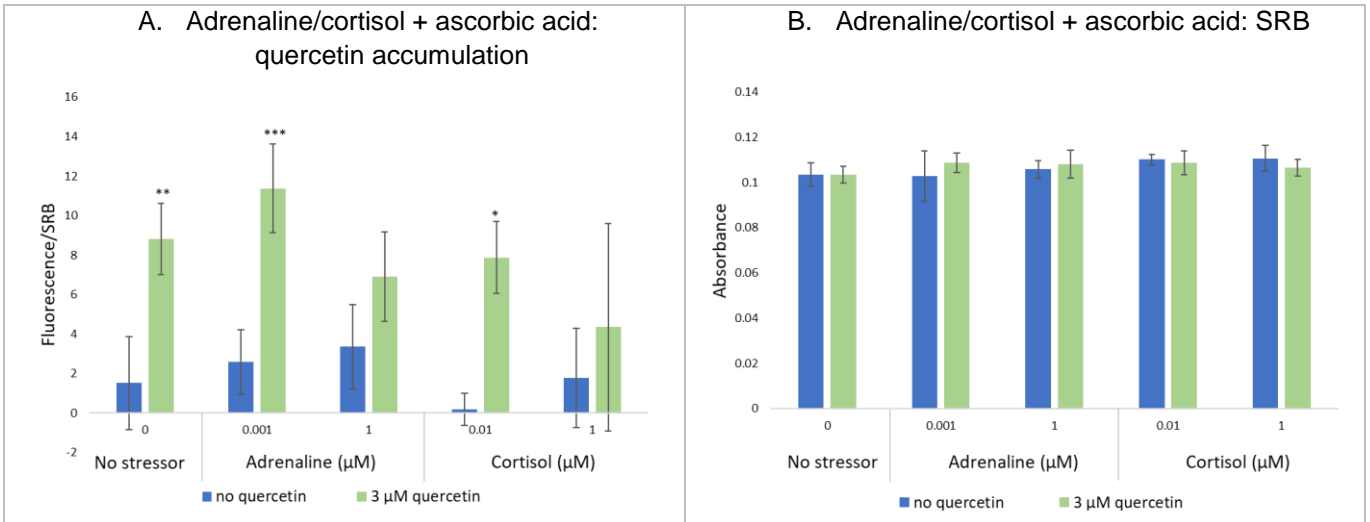 A. Adrenaline/cortisol + ascorbic acid:
quercetin accumulation
16
14
12
10
8
6
4
2
0
-2
Fluorescence/SRB
**
***
*
0
0.001
1
0.01
1
No stressor
Adrenaline (µM)
Cortisol (µM)
no quercetin
3 µM quercetin
B. Adrenaline/cortisol + ascorbic acid: SRB
0.14
0.12
0.1
0.08
0.06
0.04
0.02
0
Absorbance
0
0.001
1
0.01
1
No stressor
Adrenaline (µM)
Cortisol (µM)
no quercetin
3 µM quercetin